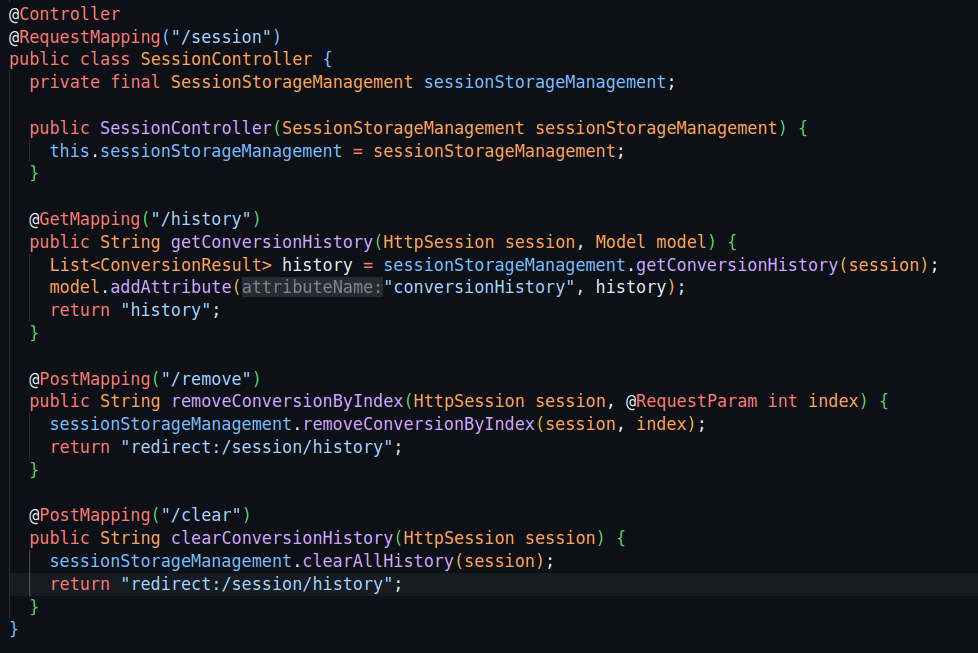 @Controller
@RequestMapping("/session")
public class SessionController {
  private final SessionStorageManagement sessionStorageManagement;

  public SessionController(SessionStorageManagement sessionStorageManagement) {
    this.sessionStorageManagement = sessionStorageManagement;
  }

  @GetMapping("/history")
  public String getConversionHistory(HttpSession session, Model model) {
    List<ConversionResult> history = sessionStorageManagement.getConversionHistory(session);
    model.addAttribute(attributeName:"conversionHistory", history);
    return "history";
  }

  @PostMapping("/remove")
  public String removeConversionByIndex(HttpSession session, @RequestParam int index) {
    sessionStorageManagement.removeConversionByIndex(session, index);
    return "redirect:/session/history";
  }

  @PostMapping("/clear")
  public String clearConversionHistory(HttpSession session) {
    sessionStorageManagement.clearAllHistory(session);
    return "redirect:/session/history";
  }
}